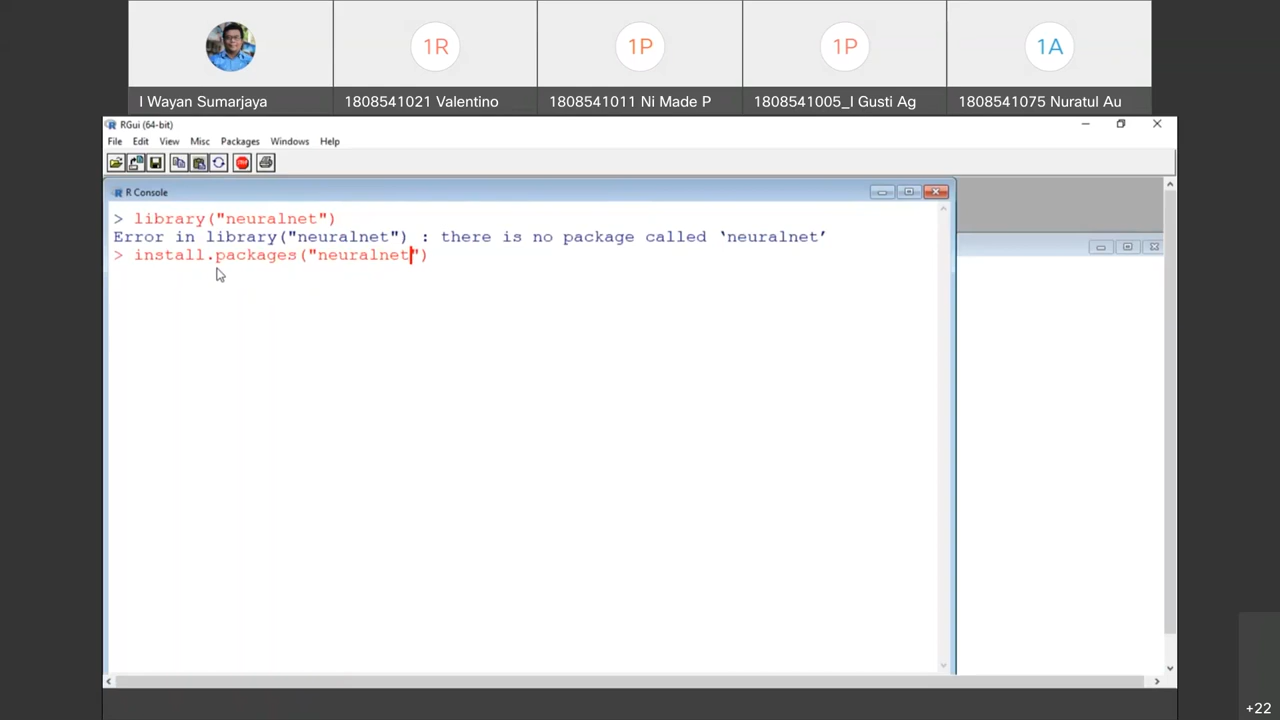 1R
1P
1P
1A
I Wayan Sumarjaya
1808541021 Valentino
1808541011 Ni Made P
1808541005_I Gusti Ag
1808541075 Nuratul Au
RGui (64-bit)
File Edit View Misc Packages Windows Help
STOP
R Console
> library("neuralnet")
Error in library("neuralnet") : there is no package called ‘neuralnet’
> install.packages("neuralnet")
+22